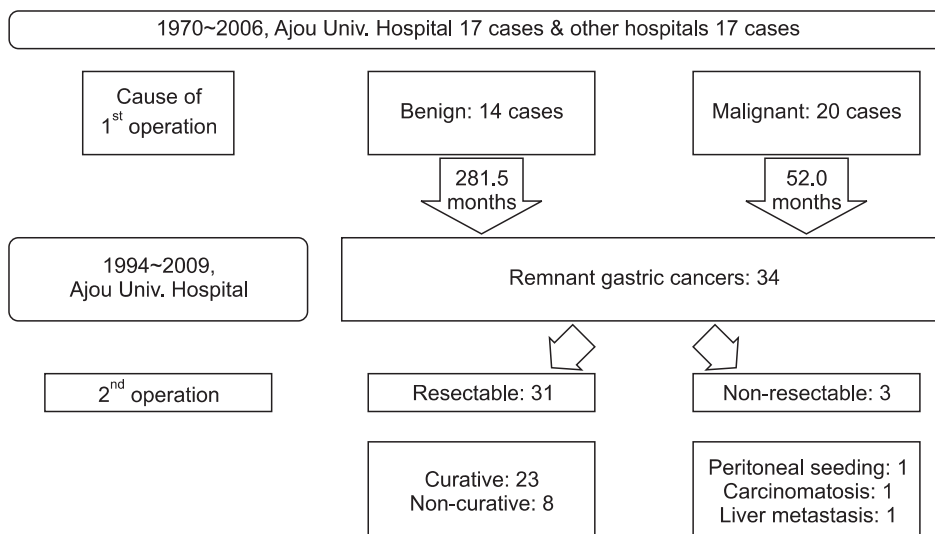 1970~2006, Ajou Univ. Hospital 17 cases & other hospitals 17 cases
Cause of
1st operation
Benign: 14 cases
Malignant: 20 cases
281.5
months
52.0
months
1994~2009,
Ajou Univ. Hospital
Remnant gastric cancers: 34
2nd operation
Resectable: 31
Non-resectable: 3
Curative: 23
Non-curative: 8
Peritoneal seeding: 1
Carcinomatosis: 1
Liver metastasis: 1